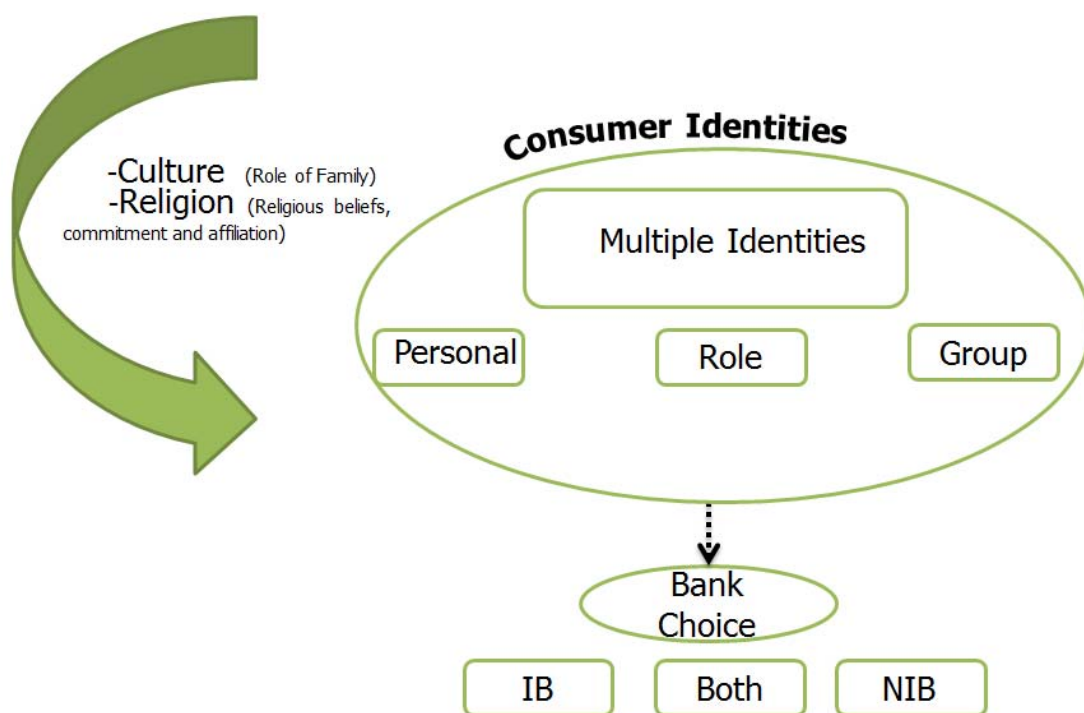 Consumer Identities
-Culture (Role of Family)
-Religion (Religious beliefs,
commitment and affiliation)
Multiple Identities
Personal
Role
Group
Bank
Choice
IB
Both
NIB